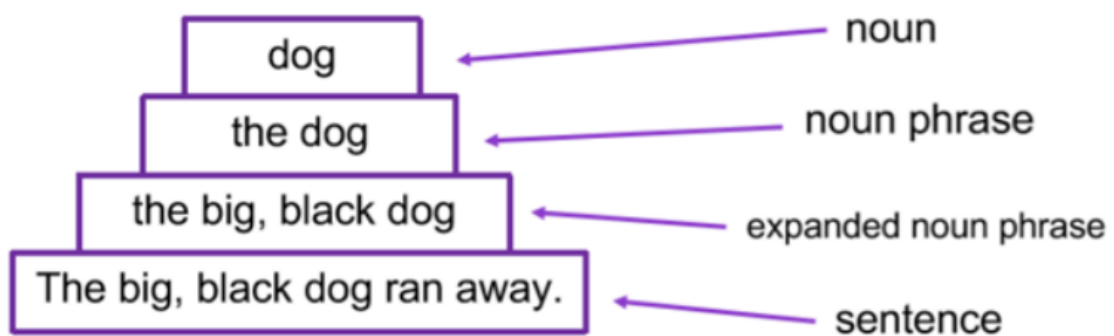 dog
noun
the dog
noun phrase
the big, black dog
expanded noun phrase
The big, black dog ran away.
sentence